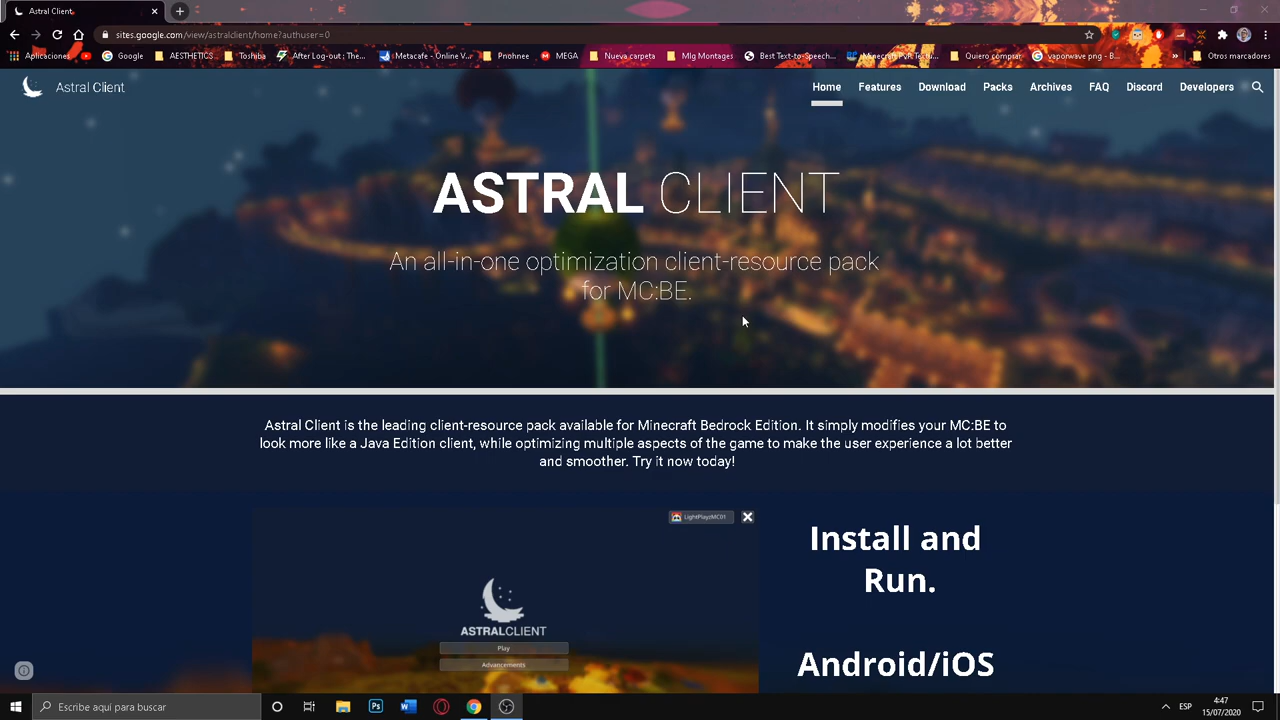 Astral Client
sites.google.com/view/astralclient/home?authuser=0
Aplicaciones
Google
AESTHETICS
Toshiba
After Log-out : The...
Metacafe - Online V...
Prohnee
MEGA
Nueva carpeta
Mlg Montages
Best Text-to-Speech...
Minecraft PvP Textu...
Quiero comprar
vaporwave png - B...
»
Otros marcadores
Astral Client
Home
Features
Download
Packs
Archives
FAQ
Discord
Developers
ASTRAL CLIENT
An all-in-one optimization client-resource pack
for MC:BE.
Astral Client is the leading client-resource pack available for Minecraft Bedrock Edition. It simply modifies your MC:BE to
look more like a Java Edition client, while optimizing multiple aspects of the game to make the user experience a lot better
and smoother. Try it now today!
LightPlayzMC01
ASTRALCLIENT
Play
Advancements
Install and
Run.
Android/iOS
Escribe aquí para buscar
ESP
4:47
15/07/2020